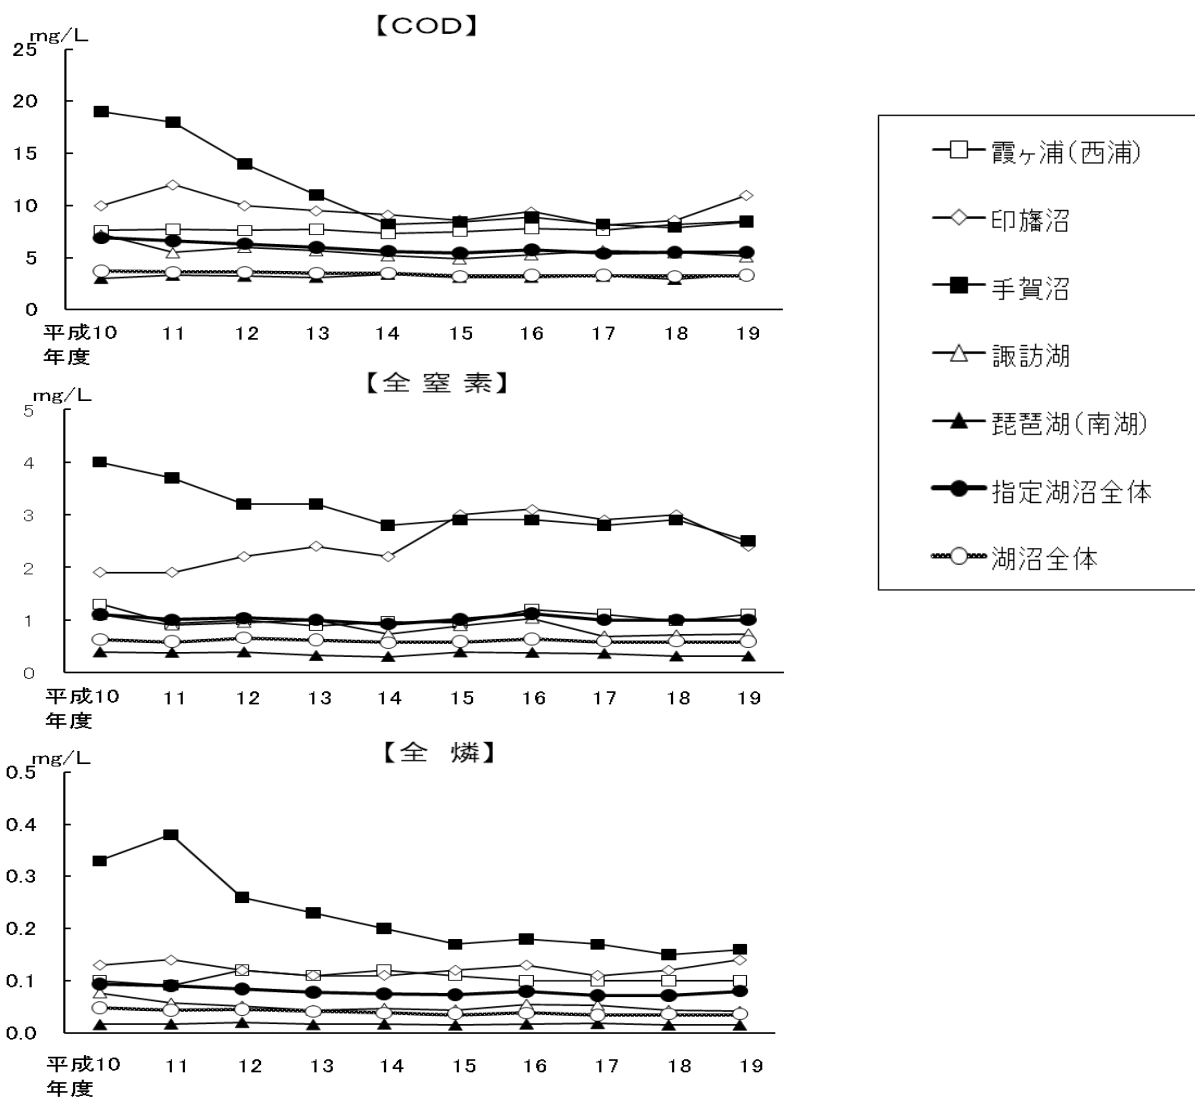 【COD】
mg/L
25
20
15
10
5
0
平成10 11 12 13 14 15 16 17 18 19
年度
【全 窒 素】
mg/L
5
4
3
2
1
0
平成10 11 12 13 14 15 16 17 18 19
年度
【全 燐】
mg/L
0.5
0.4
0.3
0.2
0.1
0.0
平成10 11 12 13 14 15 16 17 18 19
年度
霞ヶ浦(西浦)
印旛沼
手賀沼
諏訪湖
琵琶湖(南湖)
指定湖沼全体
湖沼全体